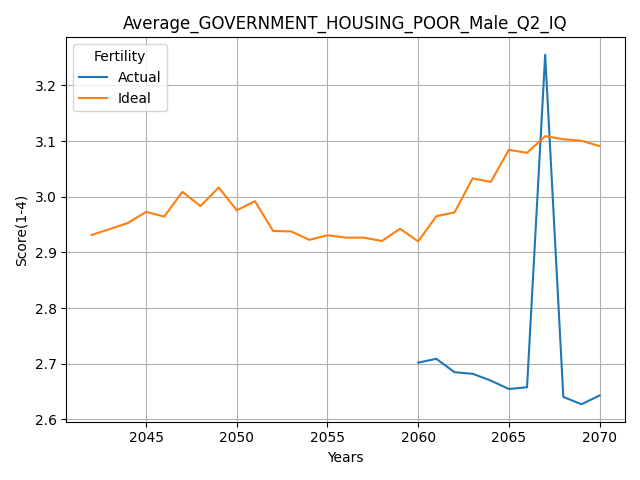 Average_GOVERNMENT_HOUSING_POOR_Male_Q2_IQ
Fertility
Actual
Ideal
3.2
3.1
3.0
2.9
2.8
2.7
2.6
Score(1-4)
2045 2050 2055 2060 2065 2070
Years